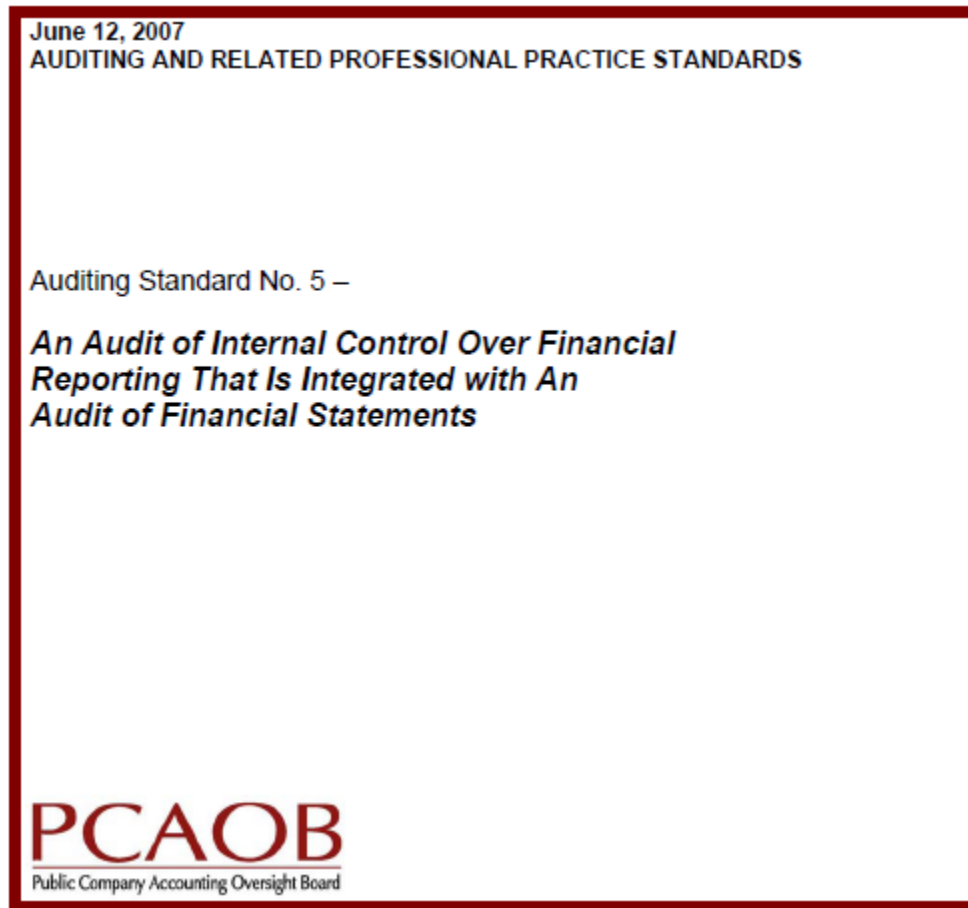 June 12, 2007
AUDITING AND RELATED PROFESSIONAL PRACTICE STANDARDS
Auditing Standard No. 5 –
An Audit of Internal Control Over Financial
Reporting That Is Integrated with An
Audit of Financial Statements
PCAOB
Public Company Accounting Oversight Board